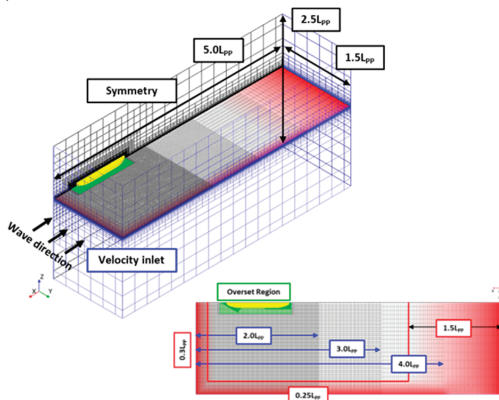 2.5LPP
5.0LPP
1.5LPP
Symmetry
Wave direction
Velocity inlet
Z
X
Y
Overset Region
2.0LPP
1.5LPP
3.0LPP
0.3LPP
4.0LPP
0.25LPP